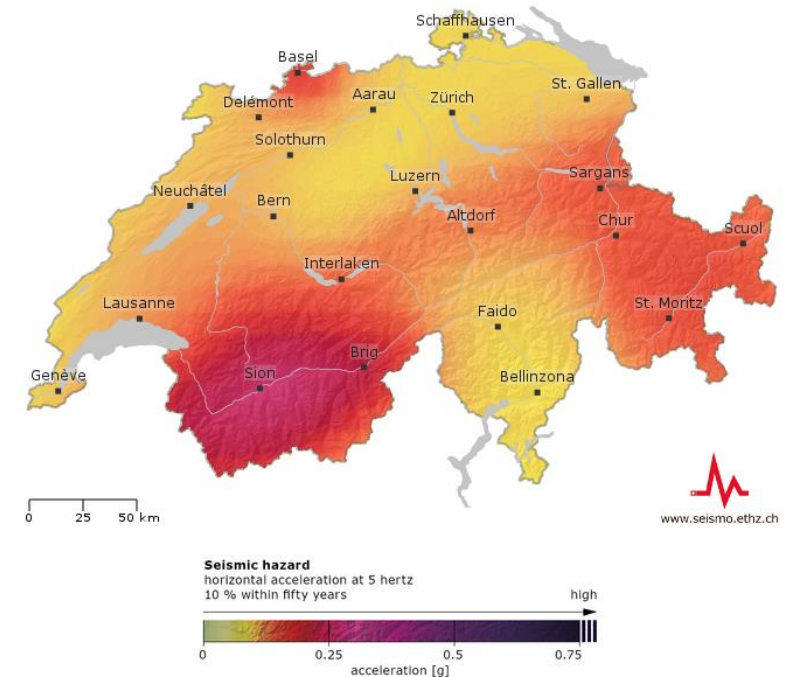 Schaffhausen
Basel
St. Gallen
Aarau
Zürich
Delémont
Solothurn
Luzern
Sargans
Neuchâtel
Bern
Altdorf
Chur
Scuol
Interlaken
Lausanne
Faido
St. Moritz
Brig
Genève
Sion
Bellinzona
0 25 50 km
www.seismo.ethz.ch
Seismic hazard
horizontal acceleration at 5 hertz
10 % within fifty years high
0 0.25 0.5 0.75
acceleration [g]